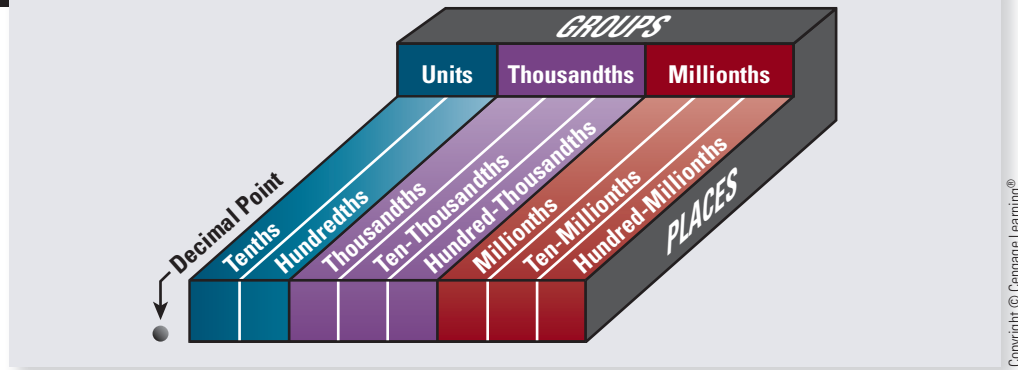 GROUPS
Units
Thousandths
Millionths
Decimal Point
Tenths
Hundredths
Thousandths
Ten-Thousandths
Hundred-Thousandths
Millionths
Ten-Millionths
Hundred-Millionths
PLACES
Copyright © Cengage Learning®